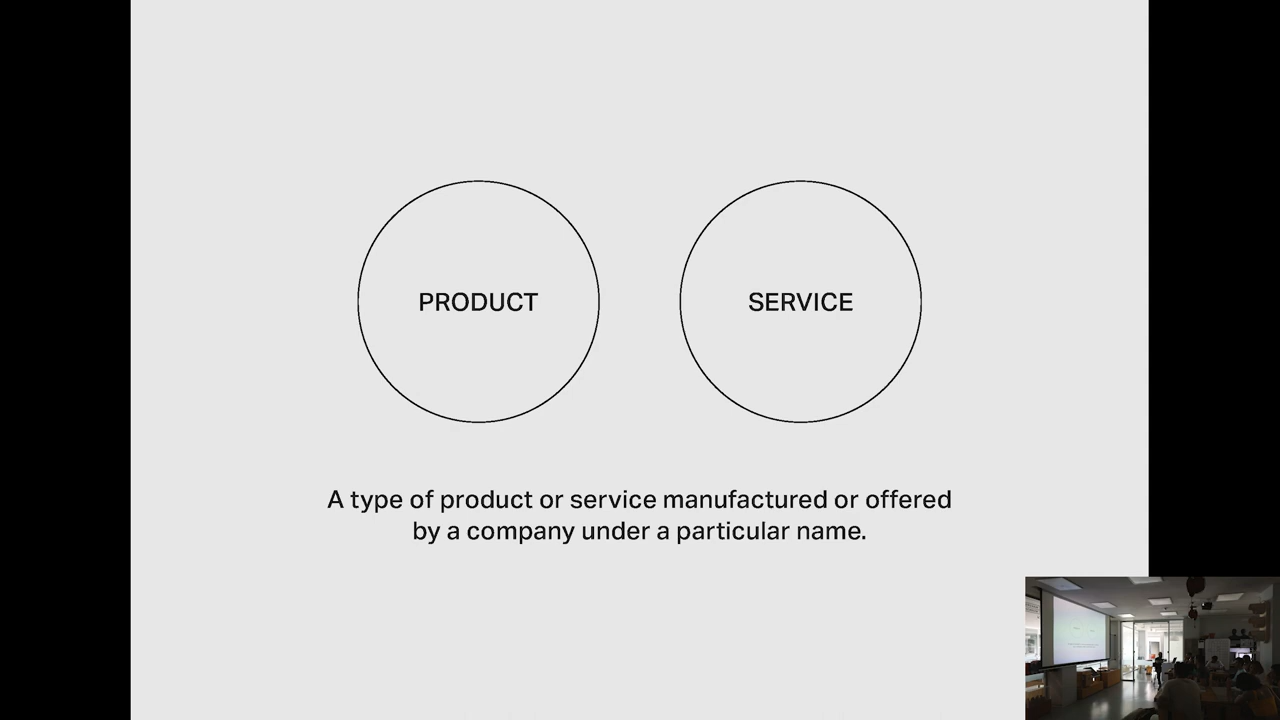 PRODUCT
SERVICE
A type of product or service manufactured or offered
by a company under a particular name.